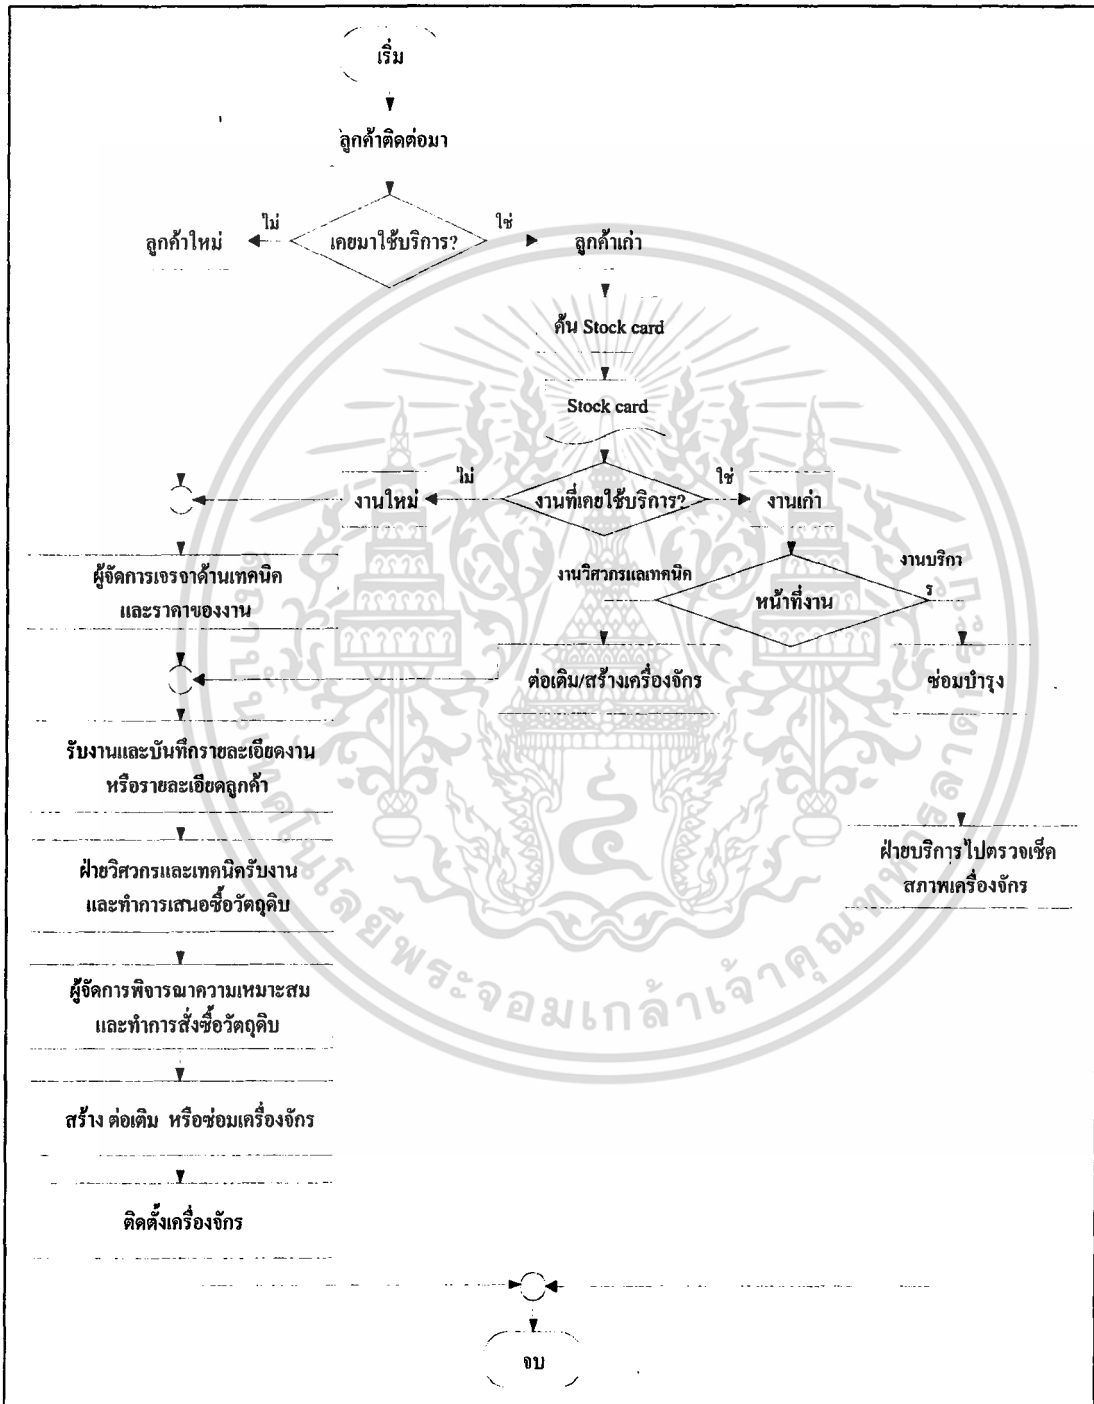 เริ่ม
ลูกค้าติดต่อมา
ไม่
ใช่
ลูกค้าใหม่
เคยมาใช้บริการ?
ลูกค้าเก่า
ค้น Stock card
Stock card
ไม่
ใช่
งานใหม่
งานที่เคยใช้บริการ?
งานเก่า
ผู้จัดการเจรจาด้านเทคนิค
และราคาของงาน
งานวิศวกรแลเทคนิค
หน้าที่งาน
งานบริกา
ร
ต่อเติม/สร้างเครื่องจักร
ซ่อมบำรุง
รับงานและบันทึกรายละเอียดงาน
หรือรายละเอียดลูกค้า
ฝ่ายวิศวกรและเทคนิครับงาน
และทำการเสนอซื้อวัตถุดิบ
ฝ่ายบริการไปตรวจเช็ค
สภาพเครื่องจักร
ผู้จัดการพิจารณาความเหมาะสม
และทำการสั่งซื้อวัตถุดิบ
สร้าง ต่อเติม หรือซ่อมเครื่องจักร
ติดตั้งเครื่องจักร
จบ